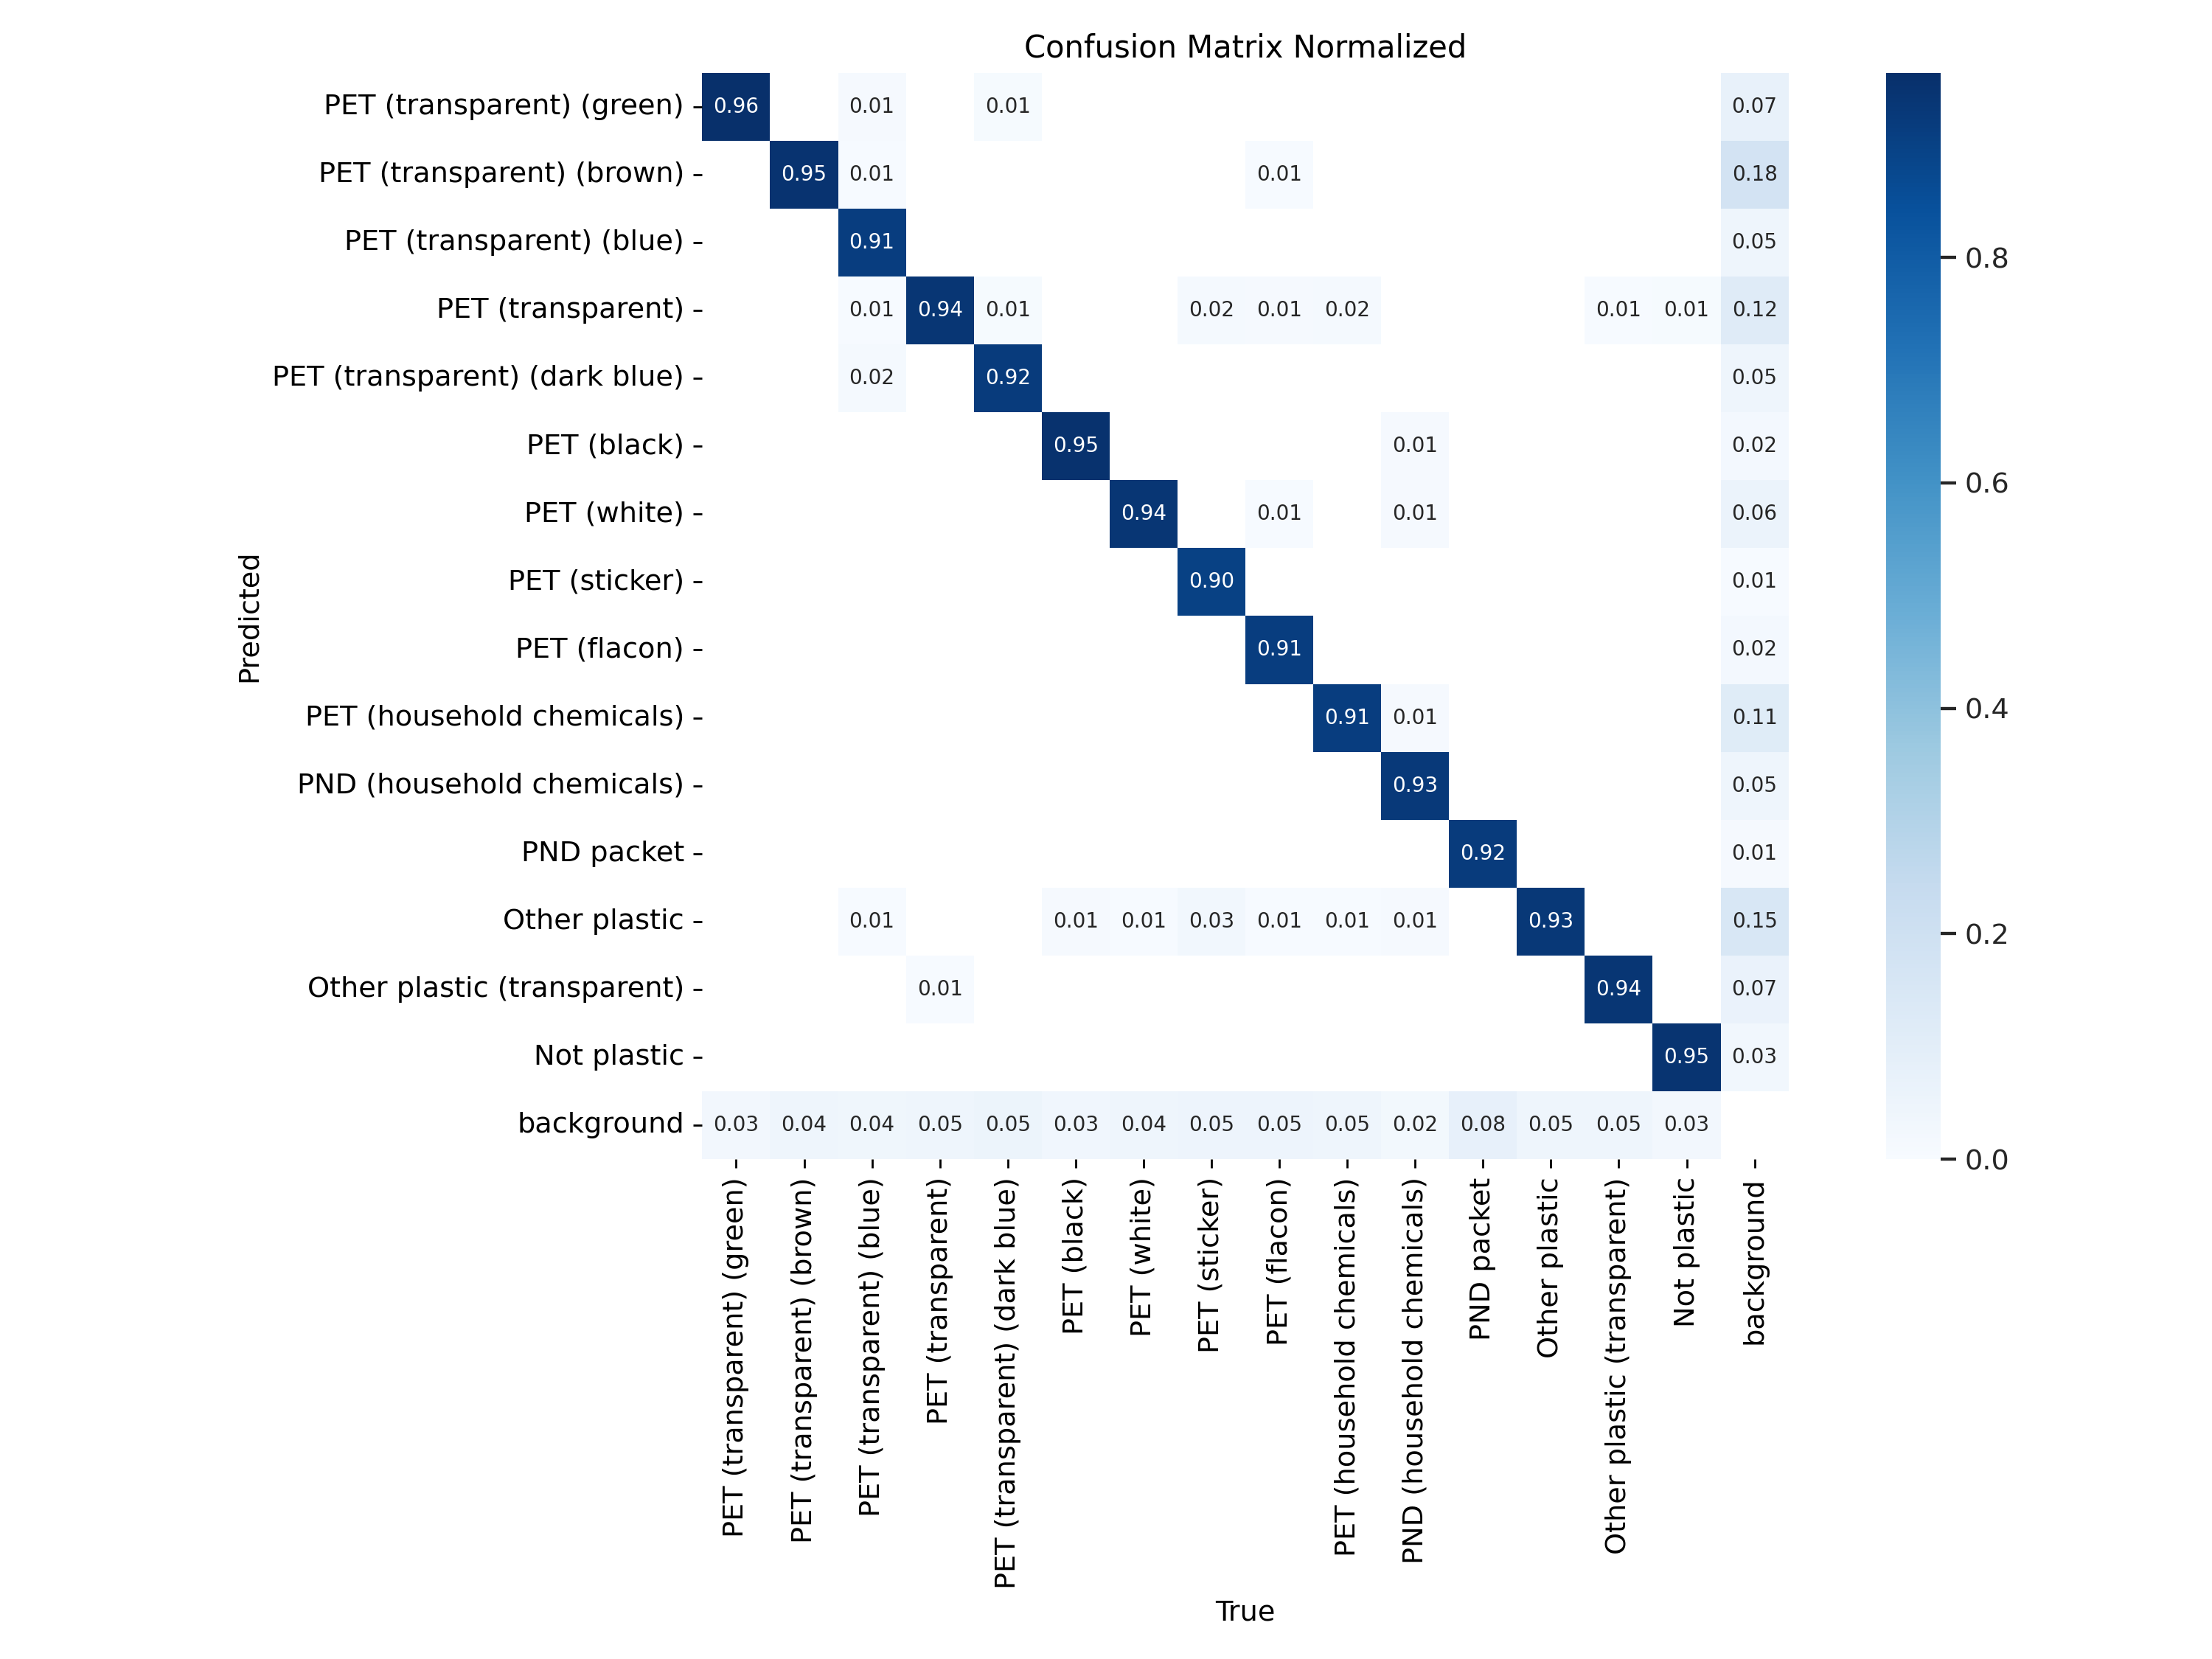 Confusion Matrix Normalized
PET (transparent) (green) 0.96 0.01 0.01 0.07
PET (transparent) (brown) 0.95 0.01 0.01 0.18
PET (transparent) (blue) 0.91 0.05
PET (transparent) 0.01 0.94 0.01 0.02 0.01 0.02 0.01 0.01 0.12
PET (transparent) (dark blue) 0.02 0.92 0.05
PET (black) 0.95 0.01 0.02
PET (white) 0.94 0.01 0.01 0.06
PET (sticker) 0.90 0.01
PET (flacon) 0.91 0.02
PET (household chemicals) 0.91 0.01 0.11
PND (household chemicals) 0.93 0.05
PND packet 0.92 0.01
Other plastic 0.01 0.01 0.01 0.03 0.01 0.01 0.01 0.93 0.15
Other plastic (transparent) 0.01 0.94 0.07
Not plastic 0.95 0.03
background 0.03 0.04 0.04 0.05 0.05 0.03 0.04 0.05 0.05 0.05 0.02 0.08 0.05 0.05 0.03
Predicted
PET (transparent) (green)
PET (transparent) (brown)
PET (transparent) (blue)
PET (transparent)
PET (transparent) (dark blue)
PET (black)
PET (white)
PET (sticker)
PET (flacon)
PET (household chemicals)
PND (household chemicals)
PND packet
Other plastic
Other plastic (transparent)
Not plastic
background
True
0.8
0.6
0.4
0.2
0.0